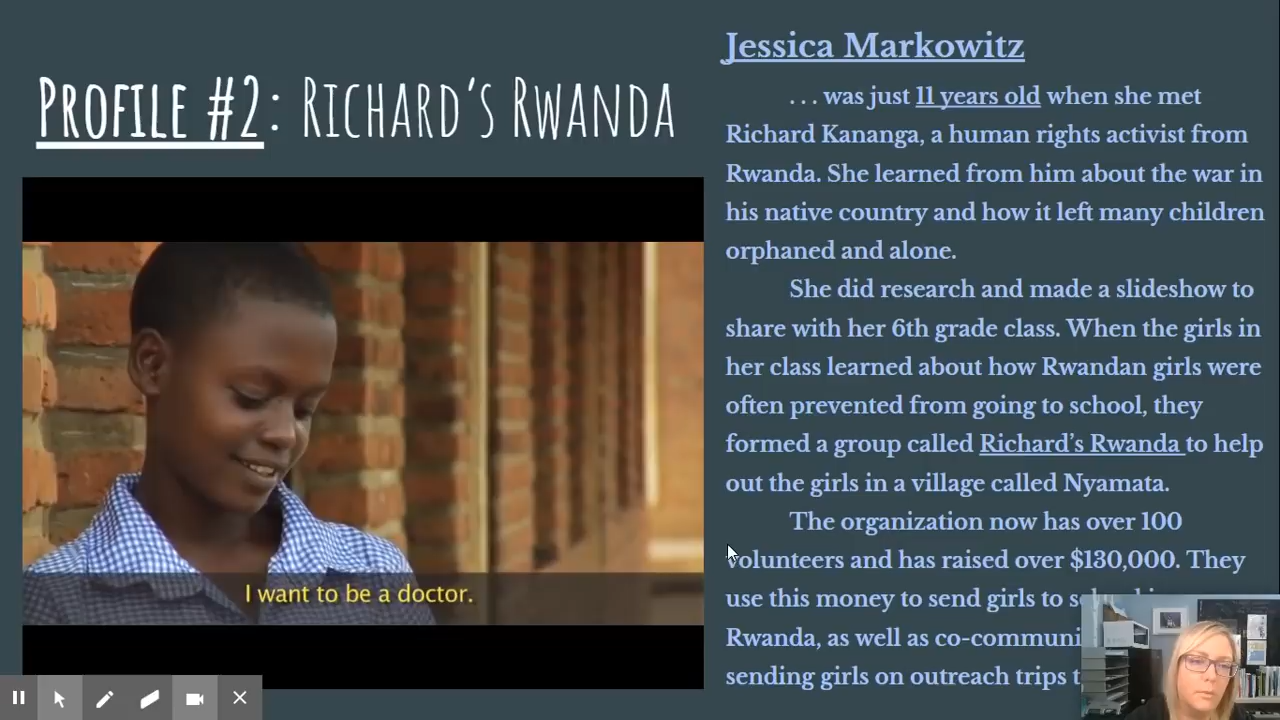 PROFILE #2: RICHARD'S RWANDA
I want to be a doctor.
Jessica Markowitz
. . . was just 11 years old when she met
Richard Kananga, a human rights activist from
Rwanda. She learned from him about the war in
his native country and how it left many children
orphaned and alone.
She did research and made a slideshow to
share with her 6th grade class. When the girls in
her class learned about how Rwandan girls were
often prevented from going to school, they
formed a group called Richard's Rwanda to help
out the girls in a village called Nyamata.
The organization now has over 100
volunteers and has raised over $130,000. They
use this money to send girls to
Rwanda, as well as
sending girls on outreach trips